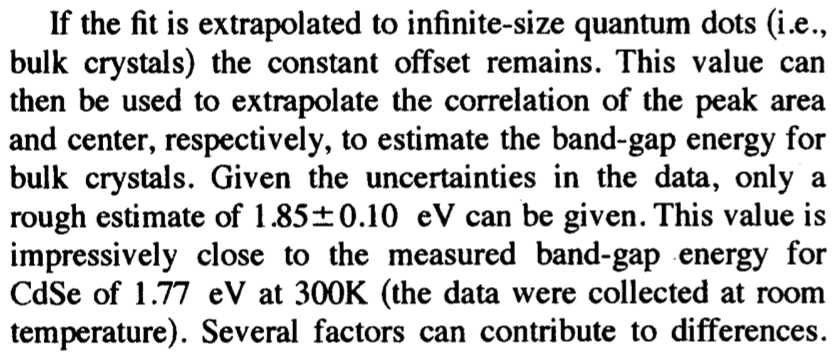 If the fit is extrapolated to infinite-size quantum dots (i.e.,
bulk crystals) the constant offset remains. This value can
then be used to extrapolate the correlation of the peak area
and center, respectively, to estimate the band-gap energy for
bulk crystals. Given the uncertainties in the data, only a
rough estimate of 1.85±0.10 eV can be given. This value is
impressively close to the measured band-gap energy for
CdSe of 1.77 eV at 300K (the data were collected at room
temperature). Several factors can contribute to differences.